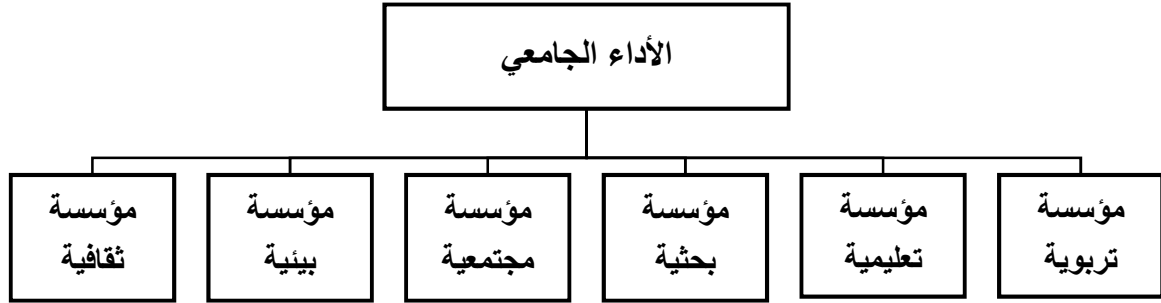 الأداء الجامعي
مؤسسة
تربوية
مؤسسة
تعليمية
مؤسسة
بحثية
مؤسسة
مجتمعية
مؤسسة
بيئية
مؤسسة
ثقافية